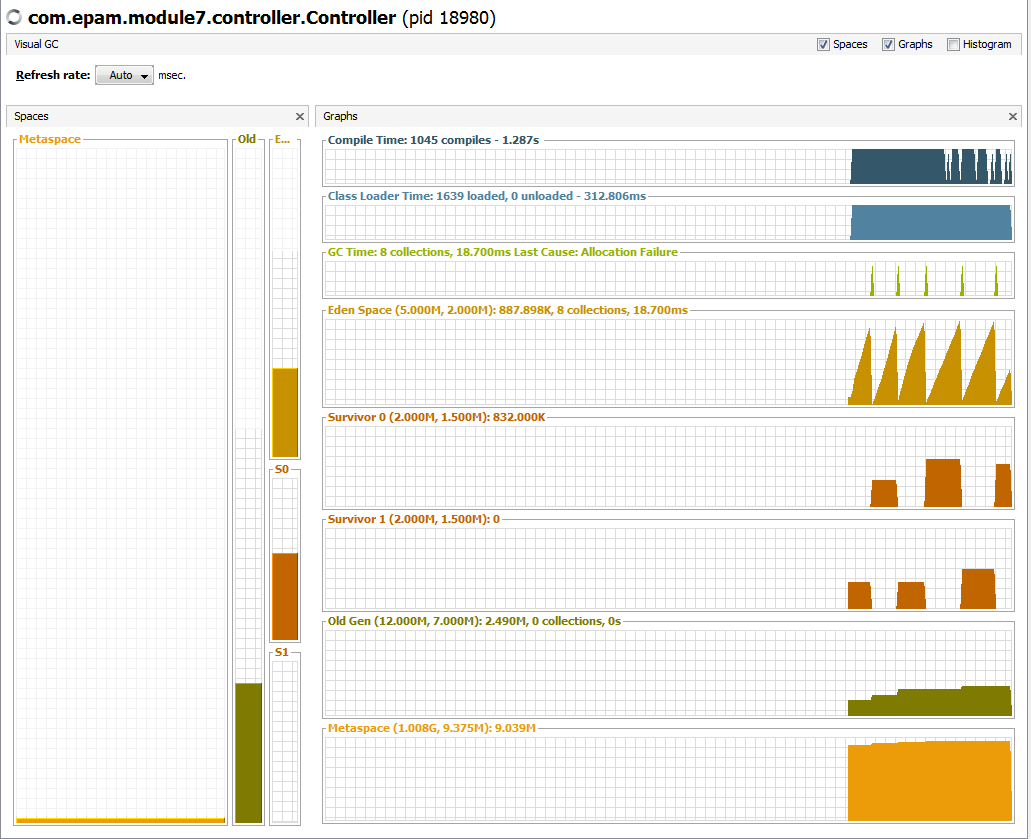 com.epam.module7.controller.Controller (pid 18980)
Visual GC
Spaces
Graphs
Histogram
Refresh rate: Auto msec.
Spaces
Metaspace
Old
E...
S0
S1
Graphs
Compile Time: 1045 compiles - 1.287s
Class Loader Time: 1639 loaded, 0 unloaded - 312.806ms
GC Time: 8 collections, 18.700ms Last Cause: Allocation Failure
Eden Space (5.000M, 2.000M): 887.898K, 8 collections, 18.700ms
Survivor 0 (2.000M, 1.500M): 832.000K
Survivor 1 (2.000M, 1.500M): 0
Old Gen (12.000M, 7.000M): 2.490M, 0 collections, 0s
Metaspace (1.008G, 9.375M): 9.039M